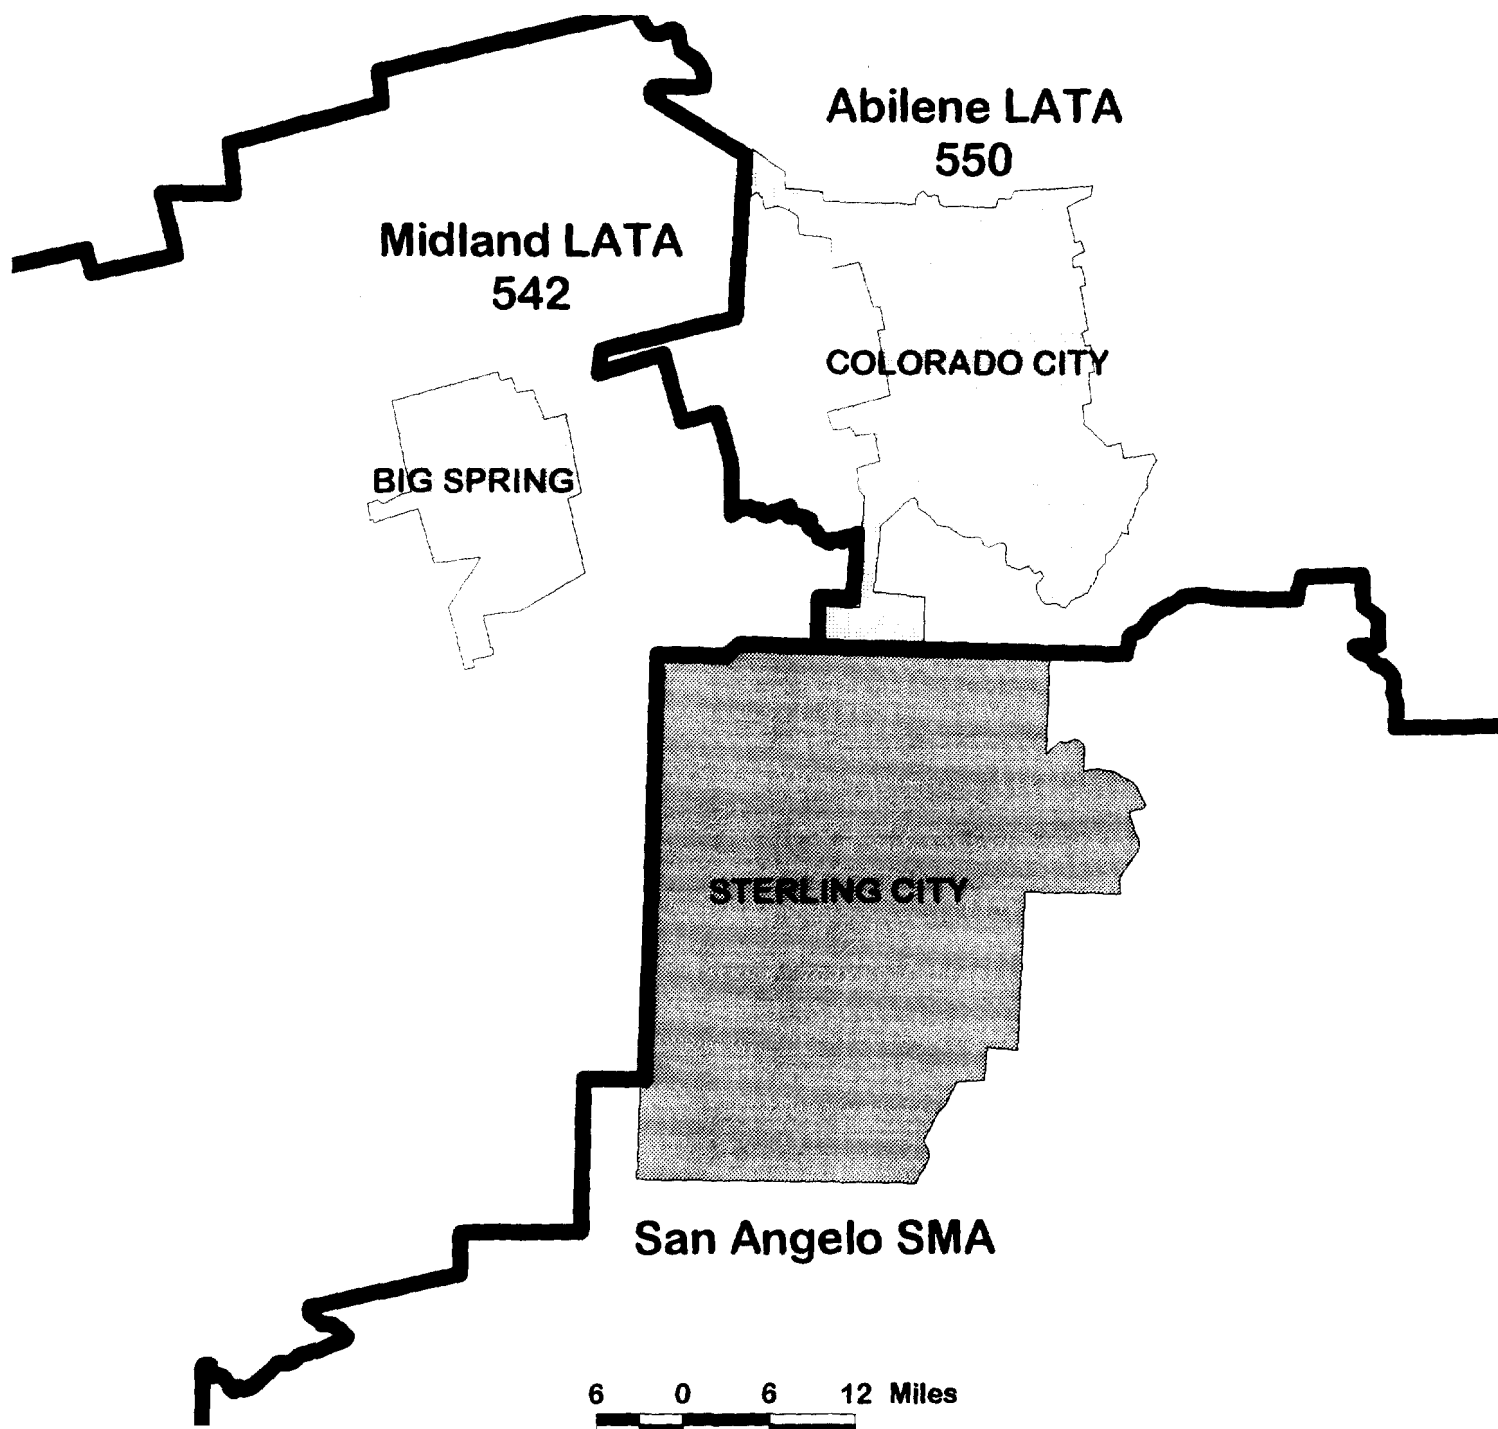 Abilene LATA
550
Midland LATA
542
COLORADO CITY
BIG SPRING
STERLING CITY
San Angelo SMA
6 0 6 12 Miles